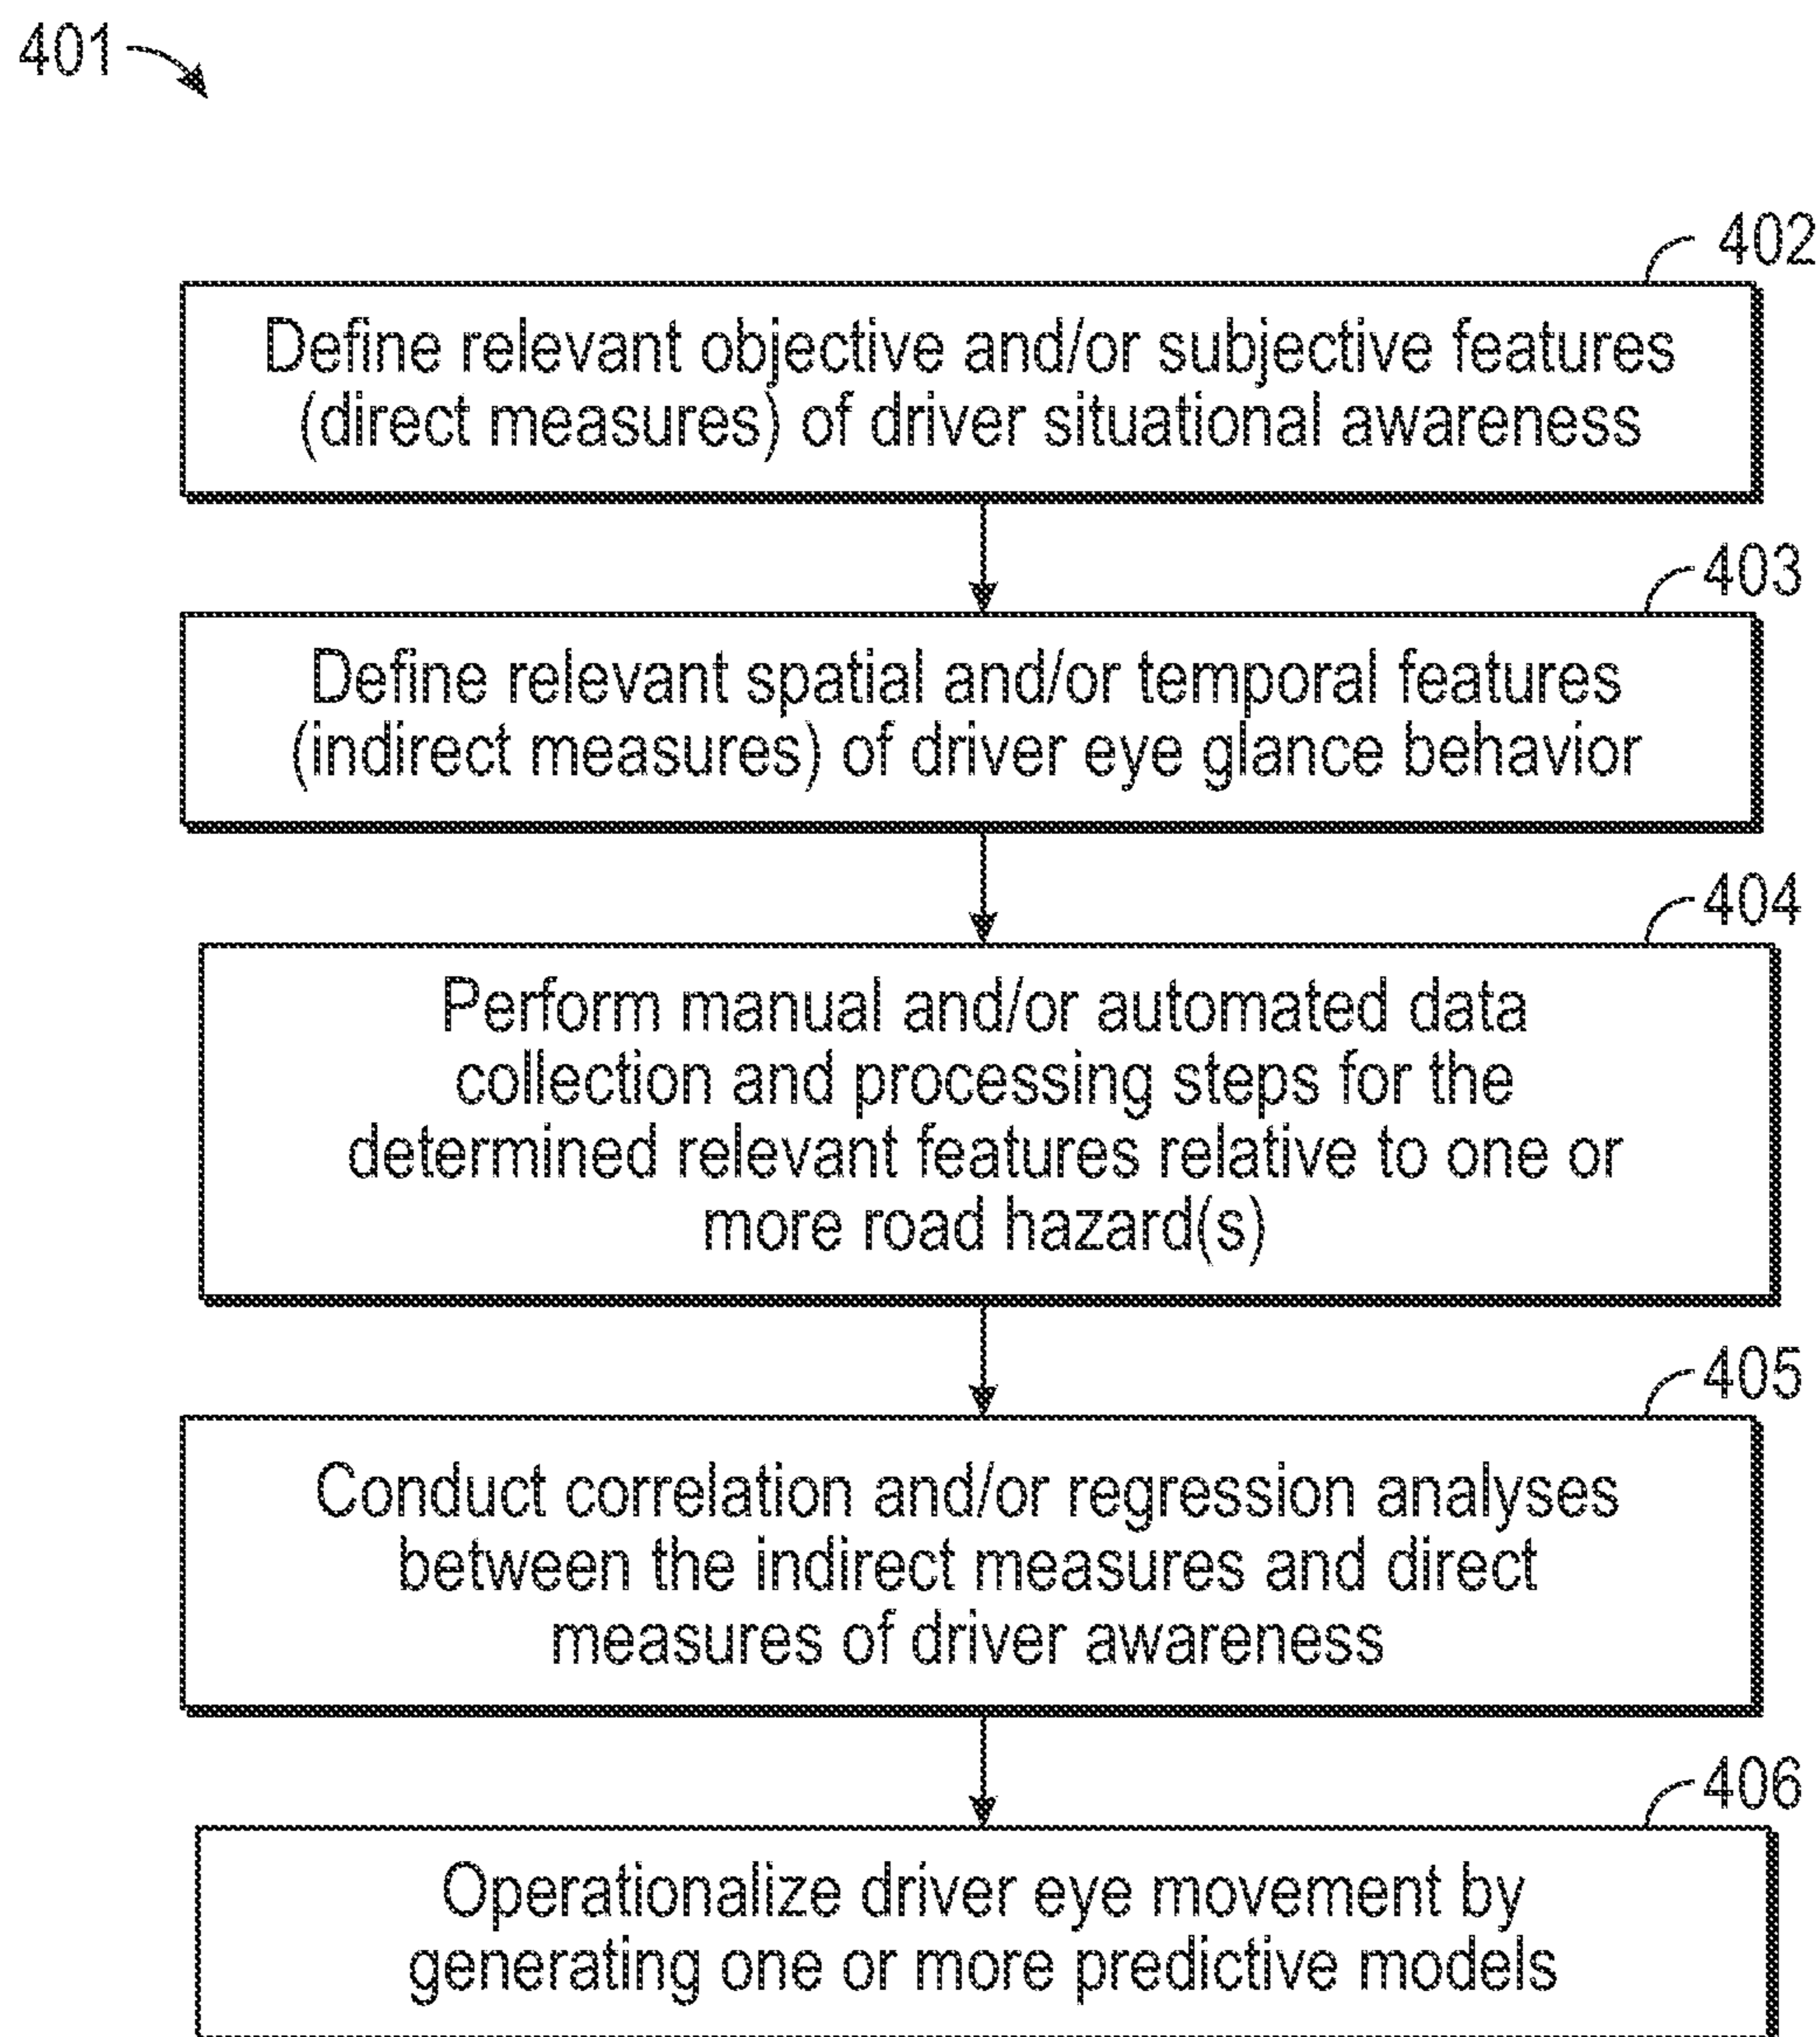 401
402
Define relevant objective and/or subjective features
(direct measures) of driver situational awareness
403
Define relevant spatial and/or temporal features
(indirect measures) of driver eye glance behavior
404
Perform manual and/or automated data
collection and processing steps for the
determined relevant features relative to one or
more road hazard(s)
405
Conduct correlation and/or regression analyses
between the indirect measures and direct
measures of driver awareness
406
Operationalize driver eye movement by
generating one or more predictive models